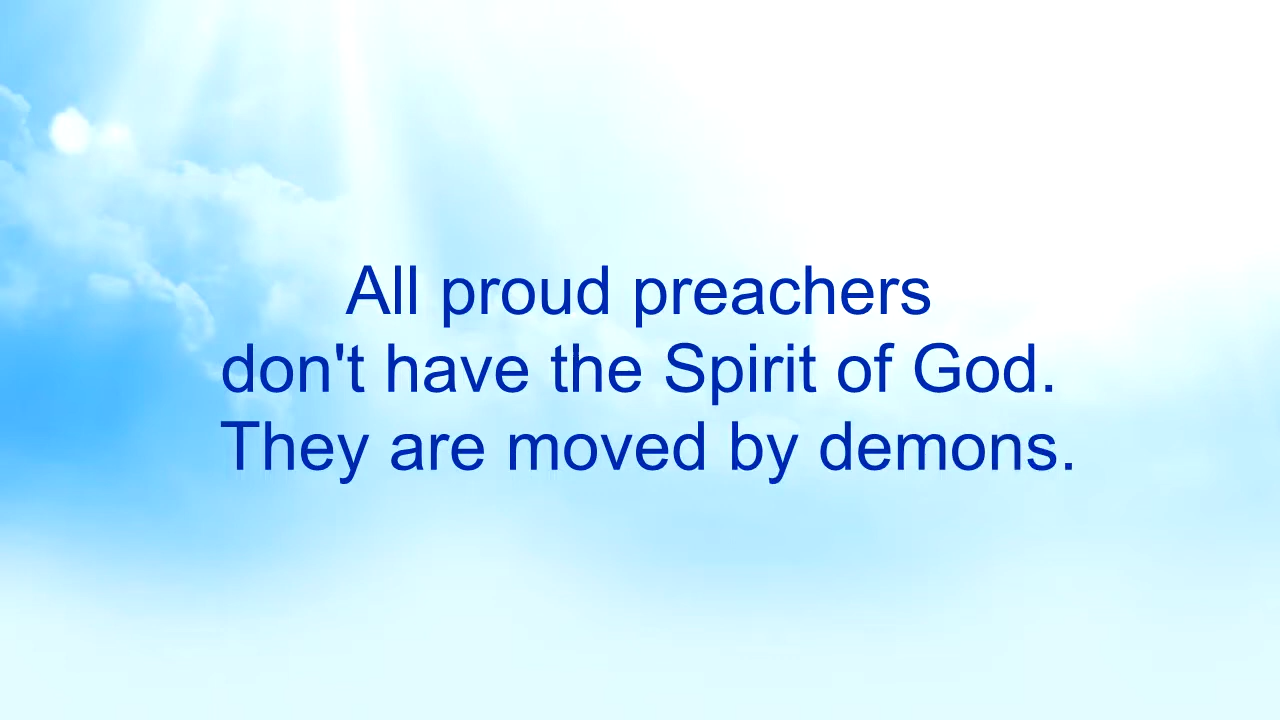 All proud preachers
don't have the Spirit of God.
They are moved by demons.